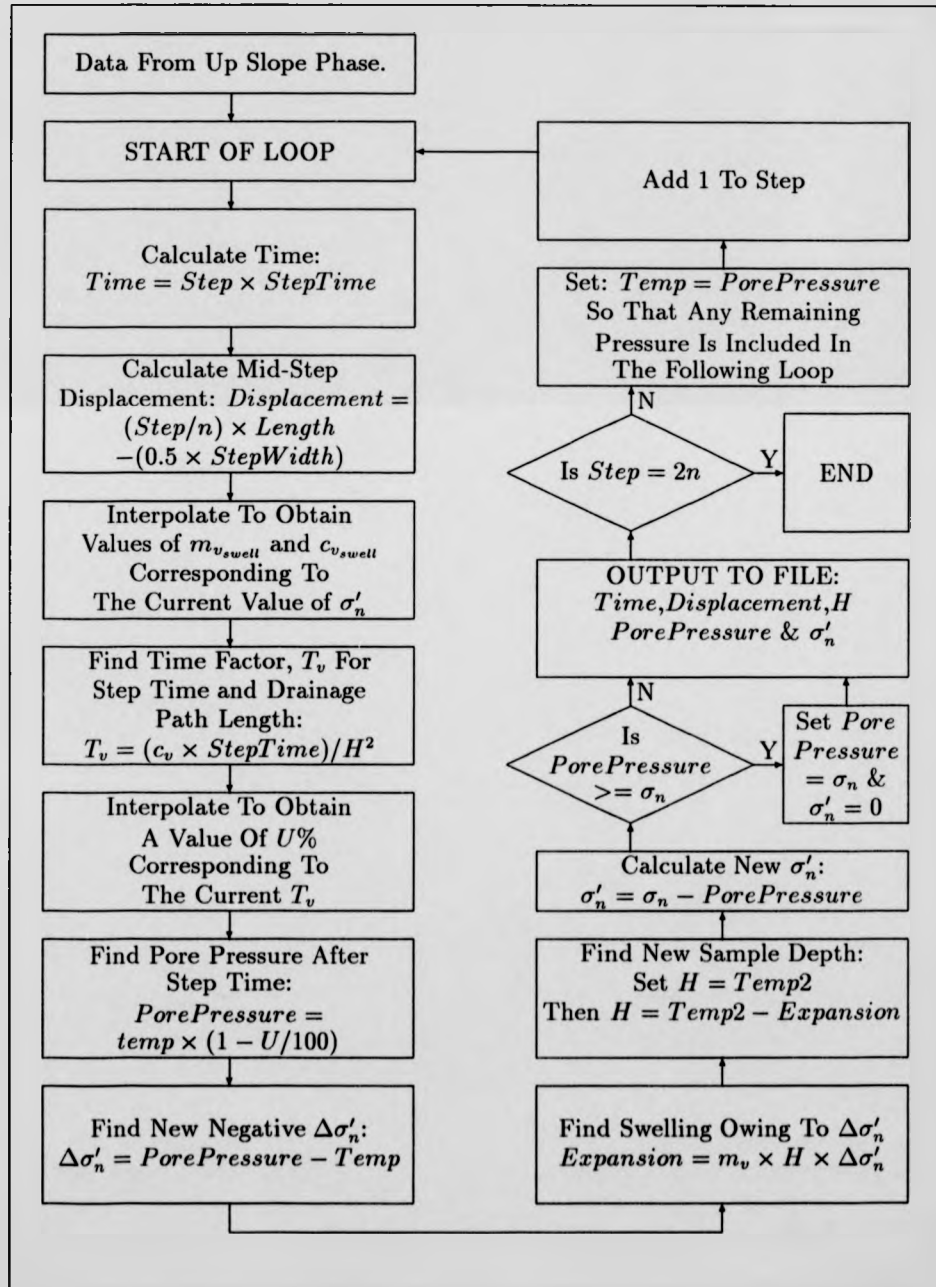 Data From Up Slope Phase.
START OF LOOP
Calculate Time:
Time = Step × StepTime
Calculate Mid-Step
Displacement: Displacement =
(Step/n) × Length
−(0.5 × StepWidth)
Interpolate To Obtain
Values of m_{v_{swell}} and c_{v_{swell}}
Corresponding To
The Current Value of σ′_n
Find Time Factor, T_v For
Step Time and Drainage
Path Length:
T_v = (c_v × StepTime)/H²
Interpolate To Obtain
A Value Of U%
Corresponding To
The Current T_v
Find Pore Pressure After
Step Time:
PorePressure =
temp × (1 − U/100)
Find New Negative Δσ′_n:
Δσ′_n = PorePressure − Temp
Find Swelling Owing To Δσ′_n
Expansion = m_v × H × Δσ′_n
Find New Sample Depth:
Set H = Temp2
Then H = Temp2 − Expansion
Calculate New σ′_n:
σ′_n = σ_n − PorePressure
Is
PorePressure
>= σ_n
Y
Set Pore
Pressure
= σ_n &
σ′_n = 0
N
OUTPUT TO FILE:
Time,Displacement,H
PorePressure & σ′_n
Is Step = 2n
Y
END
N
Set: Temp = PorePressure
So That Any Remaining
Pressure Is Included In
The Following Loop
Add 1 To Step